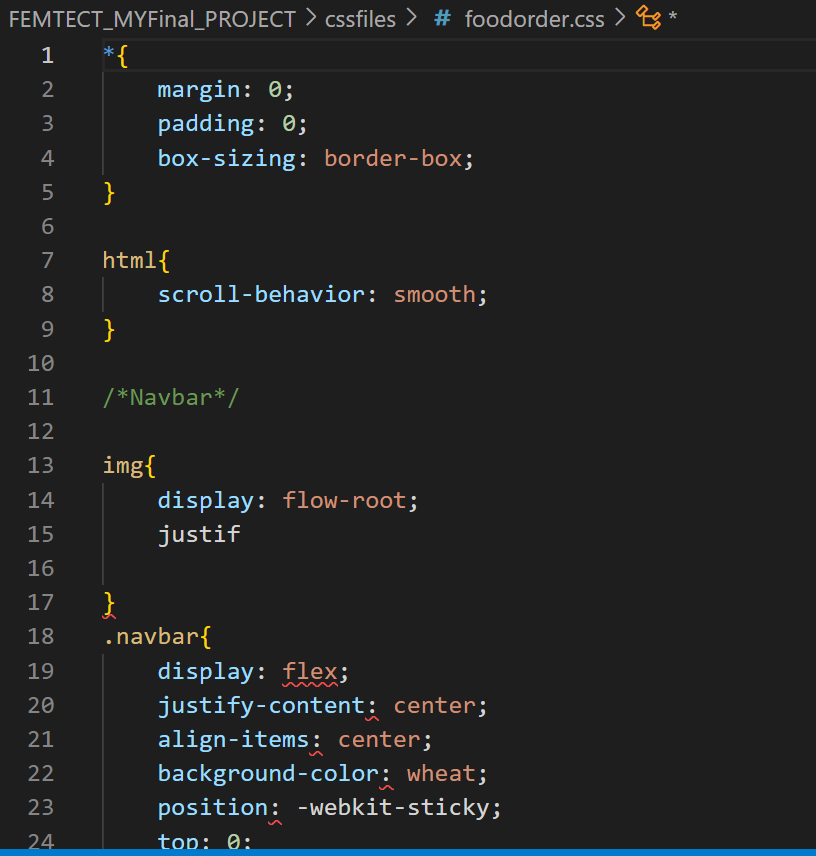 FEMTECT_MYFinal_PROJECT > cssfiles > # foodorder.css > *
1 *{
2 margin: 0;
3 padding: 0;
4 box-sizing: border-box;
5 }
6
7 html{
8 scroll-behavior: smooth;
9 }
10
11 /*Navbar*/
12
13 img{
14 display: flow-root;
15 justif
16
17 }
18 .navbar{
19 display: flex;
20 justify-content: center;
21 align-items: center;
22 background-color: wheat;
23 position: -webkit-sticky;
24 top: 0;